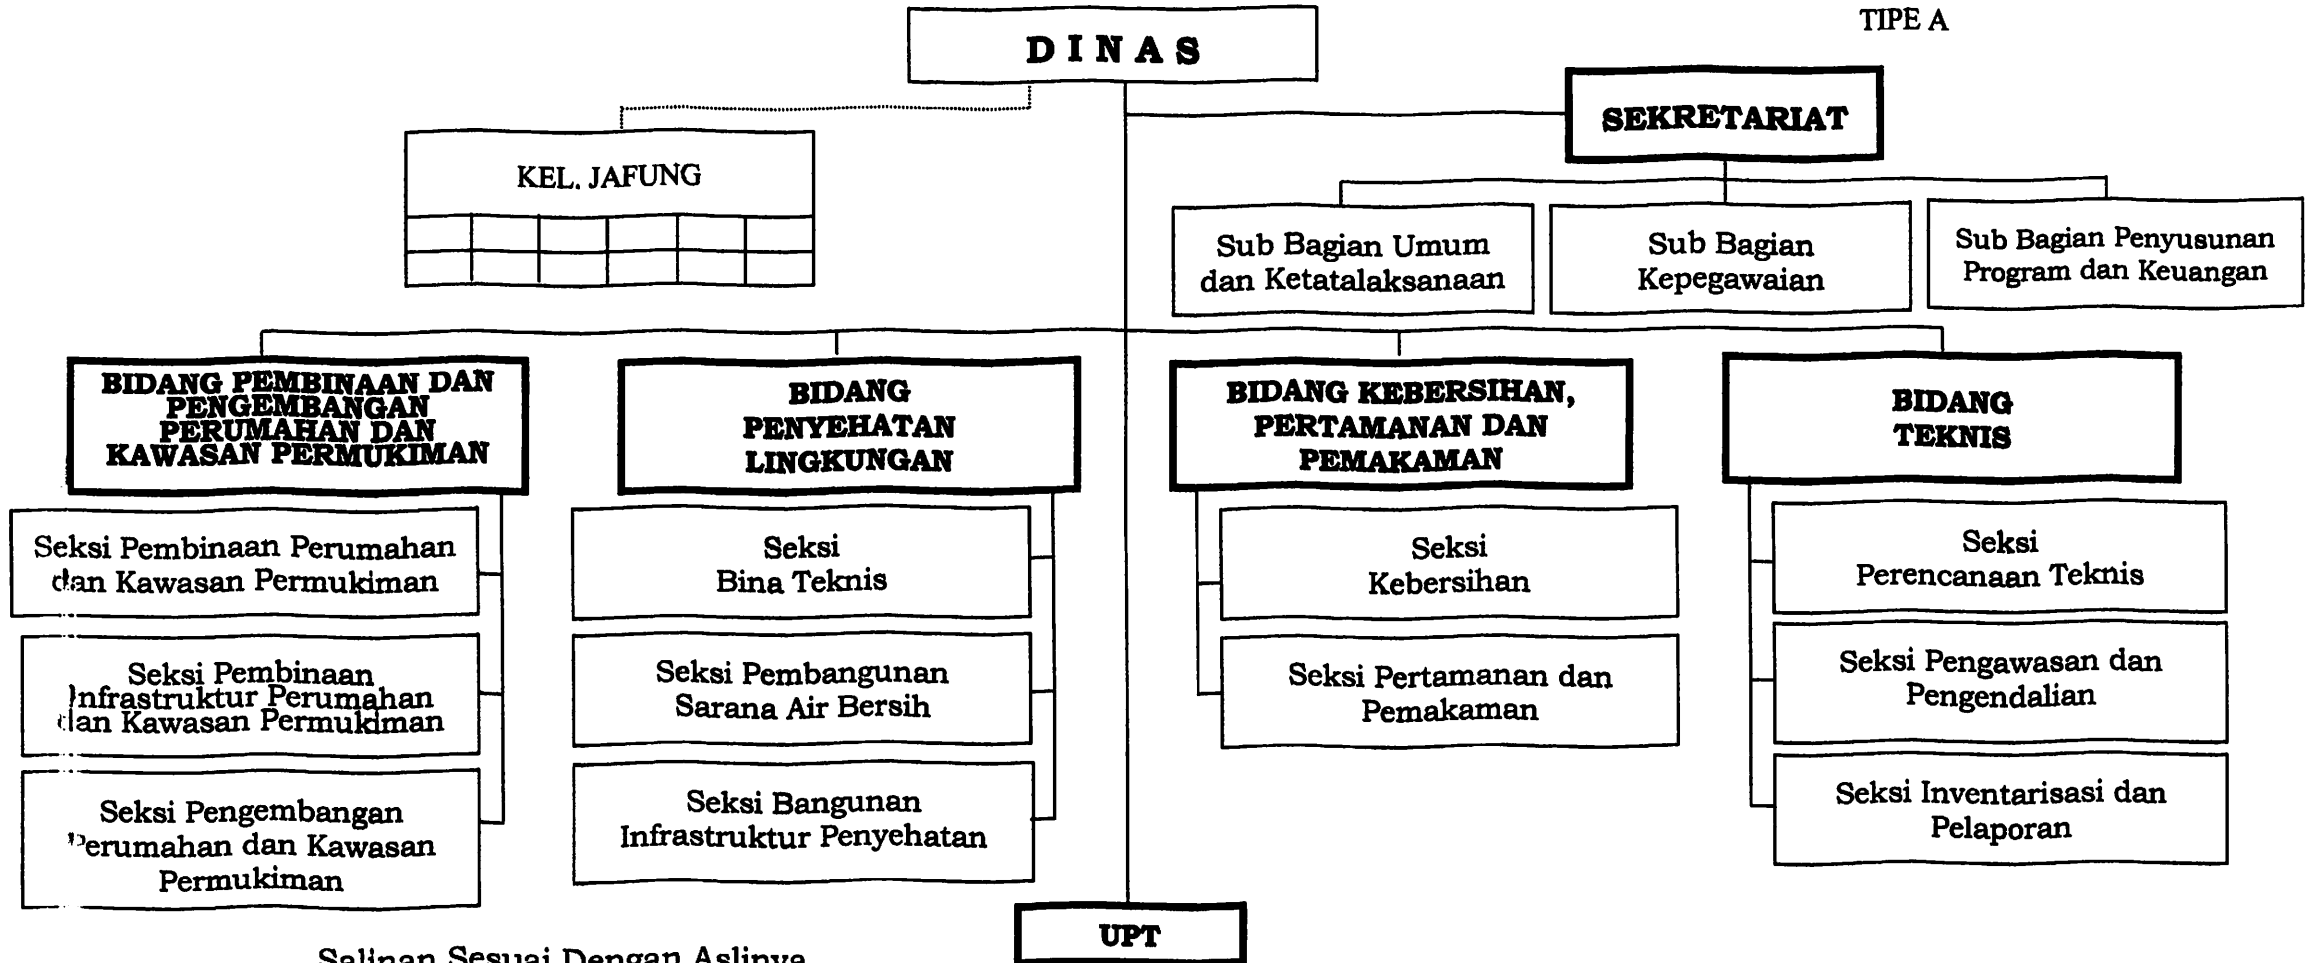 TIPE A
D I N A S
SEKRETARIAT
KEL. JAFUNG
Sub Bagian Umum
dan Ketatalaksanaan
Sub Bagian
Kepegawaian
Sub Bagian Penyusunan
Program dan Keuangan
BIDANG PEMBINAAN DAN
PENGEMBANGAN
PERUMAHAN DAN
KAWASAN PERMUKIMAN
BIDANG
PENYEHATAN
LINGKUNGAN
BIDANG KEBERSIHAN,
PERTAMANAN DAN
PEMAKAMAN
BIDANG
TEKNIS
Seksi Pembinaan Perumahan
dan Kawasan Permukiman
Seksi Pembinaan
Infrastruktur Perumahan
dan Kawasan Permukiman
Seksi Pengembangan
Perumahan dan Kawasan
Permukiman
Seksi
Bina Teknis
Seksi Pembangunan
Sarana Air Bersih
Seksi Bangunan
Infrastruktur Penyehatan
Seksi
Kebersihan
Seksi Pertamanan dan
Pemakaman
Seksi
Perencanaan Teknis
Seksi Pengawasan dan
Pengendalian
Seksi Inventarisasi dan
Pelaporan
UPT
Salinan Sesuai Dengan Aslinya